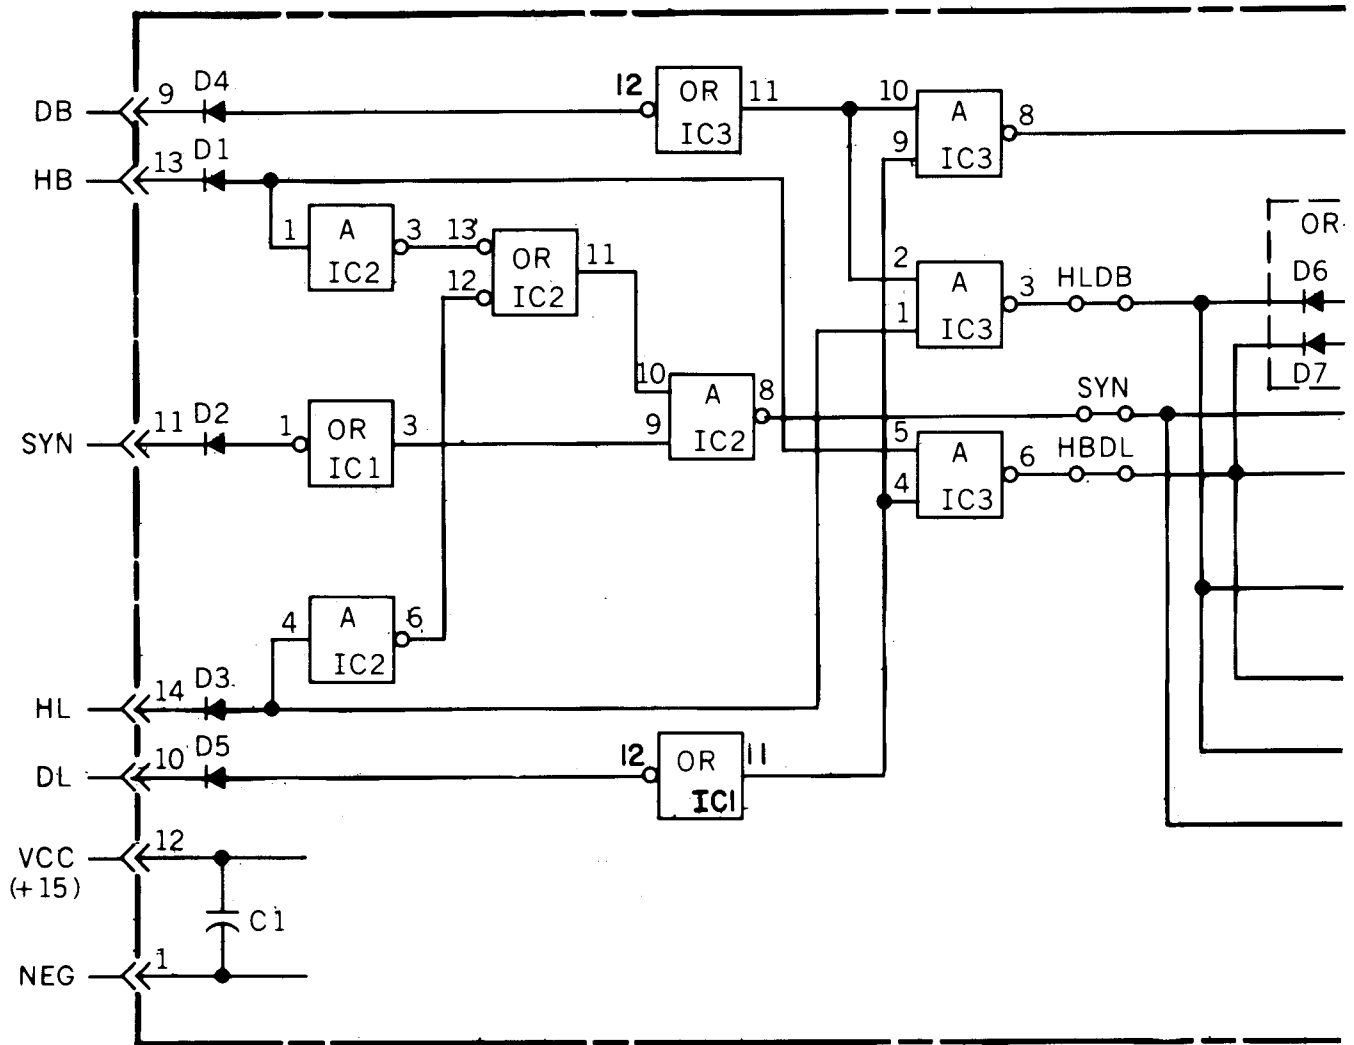 DB 9 D4 12 OR IC3 11 10 9 A IC3 8
HB 13 D1
1 A IC2 3 13 12 OR IC2 11
2 1 A IC3 3 HLDB
OR
D6
D7
SYN 11 D2 1 OR IC1 3 10 9 A IC2 8 SYN
5 4 A IC3 6 HBDL
4 A IC2 6
HL 14 D3
DL 10 D5 12 OR IC1 11
VCC 12
(+15)
C1
NEG 1